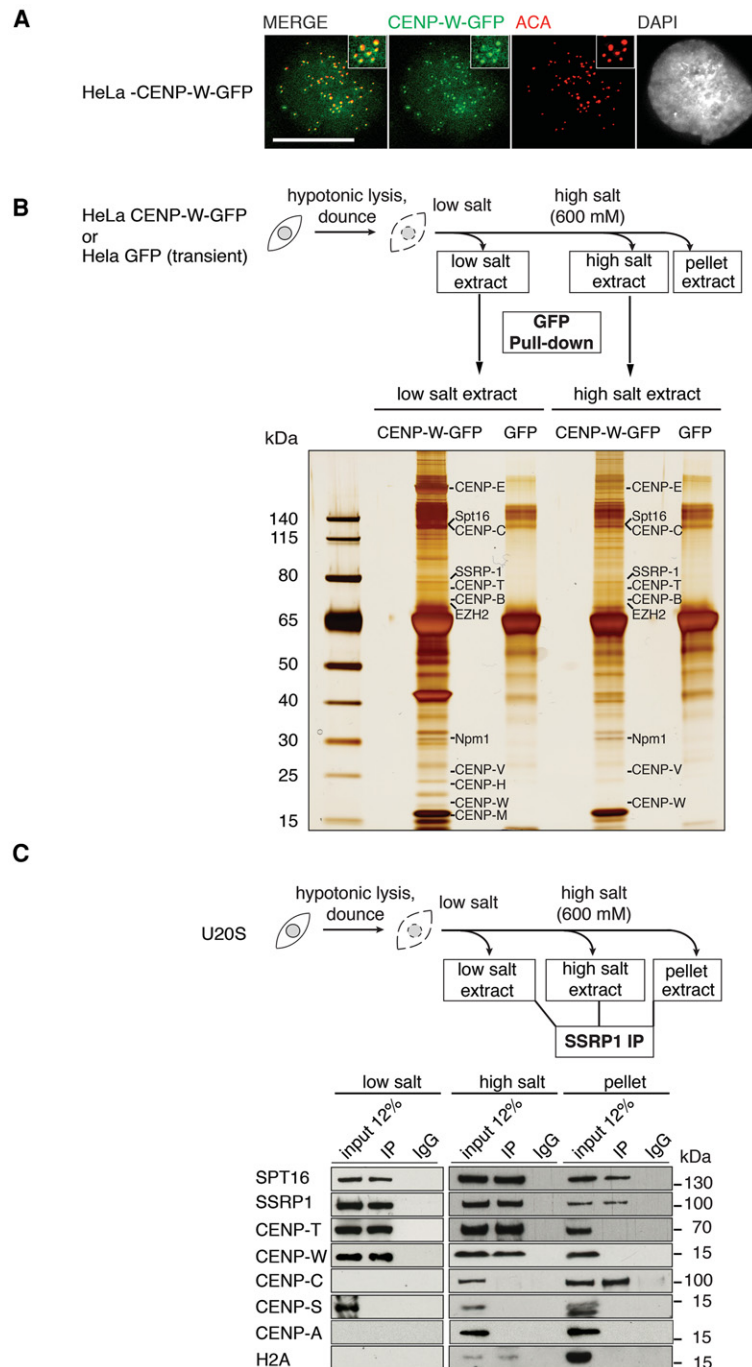 A
MERGE CENP-W-GFP ACA DAPI
HeLa -CENP-W-GFP
B
HeLa CENP-W-GFP
or
Hela GFP (transient)
hypotonic lysis,
dounce
low salt
high salt
(600 mM)
low salt
extract
high salt
extract
pellet
extract
GFP
Pull-down
low salt extract high salt extract
kDa
CENP-W-GFP GFP CENP-W-GFP GFP
140
115
80
65
50
40
30
25
15
CENP-E
Spt16
CENP-C
SSRP-1
CENP-T
CENP-B
EZH2
Npm1
CENP-V
CENP-H
CENP-W
CENP-M
CENP-E
Spt16
CENP-C
SSRP-1
CENP-T
CENP-B
EZH2
Npm1
CENP-V
CENP-W
C
U20S
hypotonic lysis,
dounce
low salt
high salt
(600 mM)
low salt
extract
high salt
extract
pellet
extract
SSRP1 IP
low salt high salt pellet
input 12% IP IgG input 12% IP IgG input 12% IP IgG
kDa
SPT16 130
SSRP1 100
CENP-T 70
CENP-W 15
CENP-C 100
CENP-S 15
CENP-A 15
H2A 15